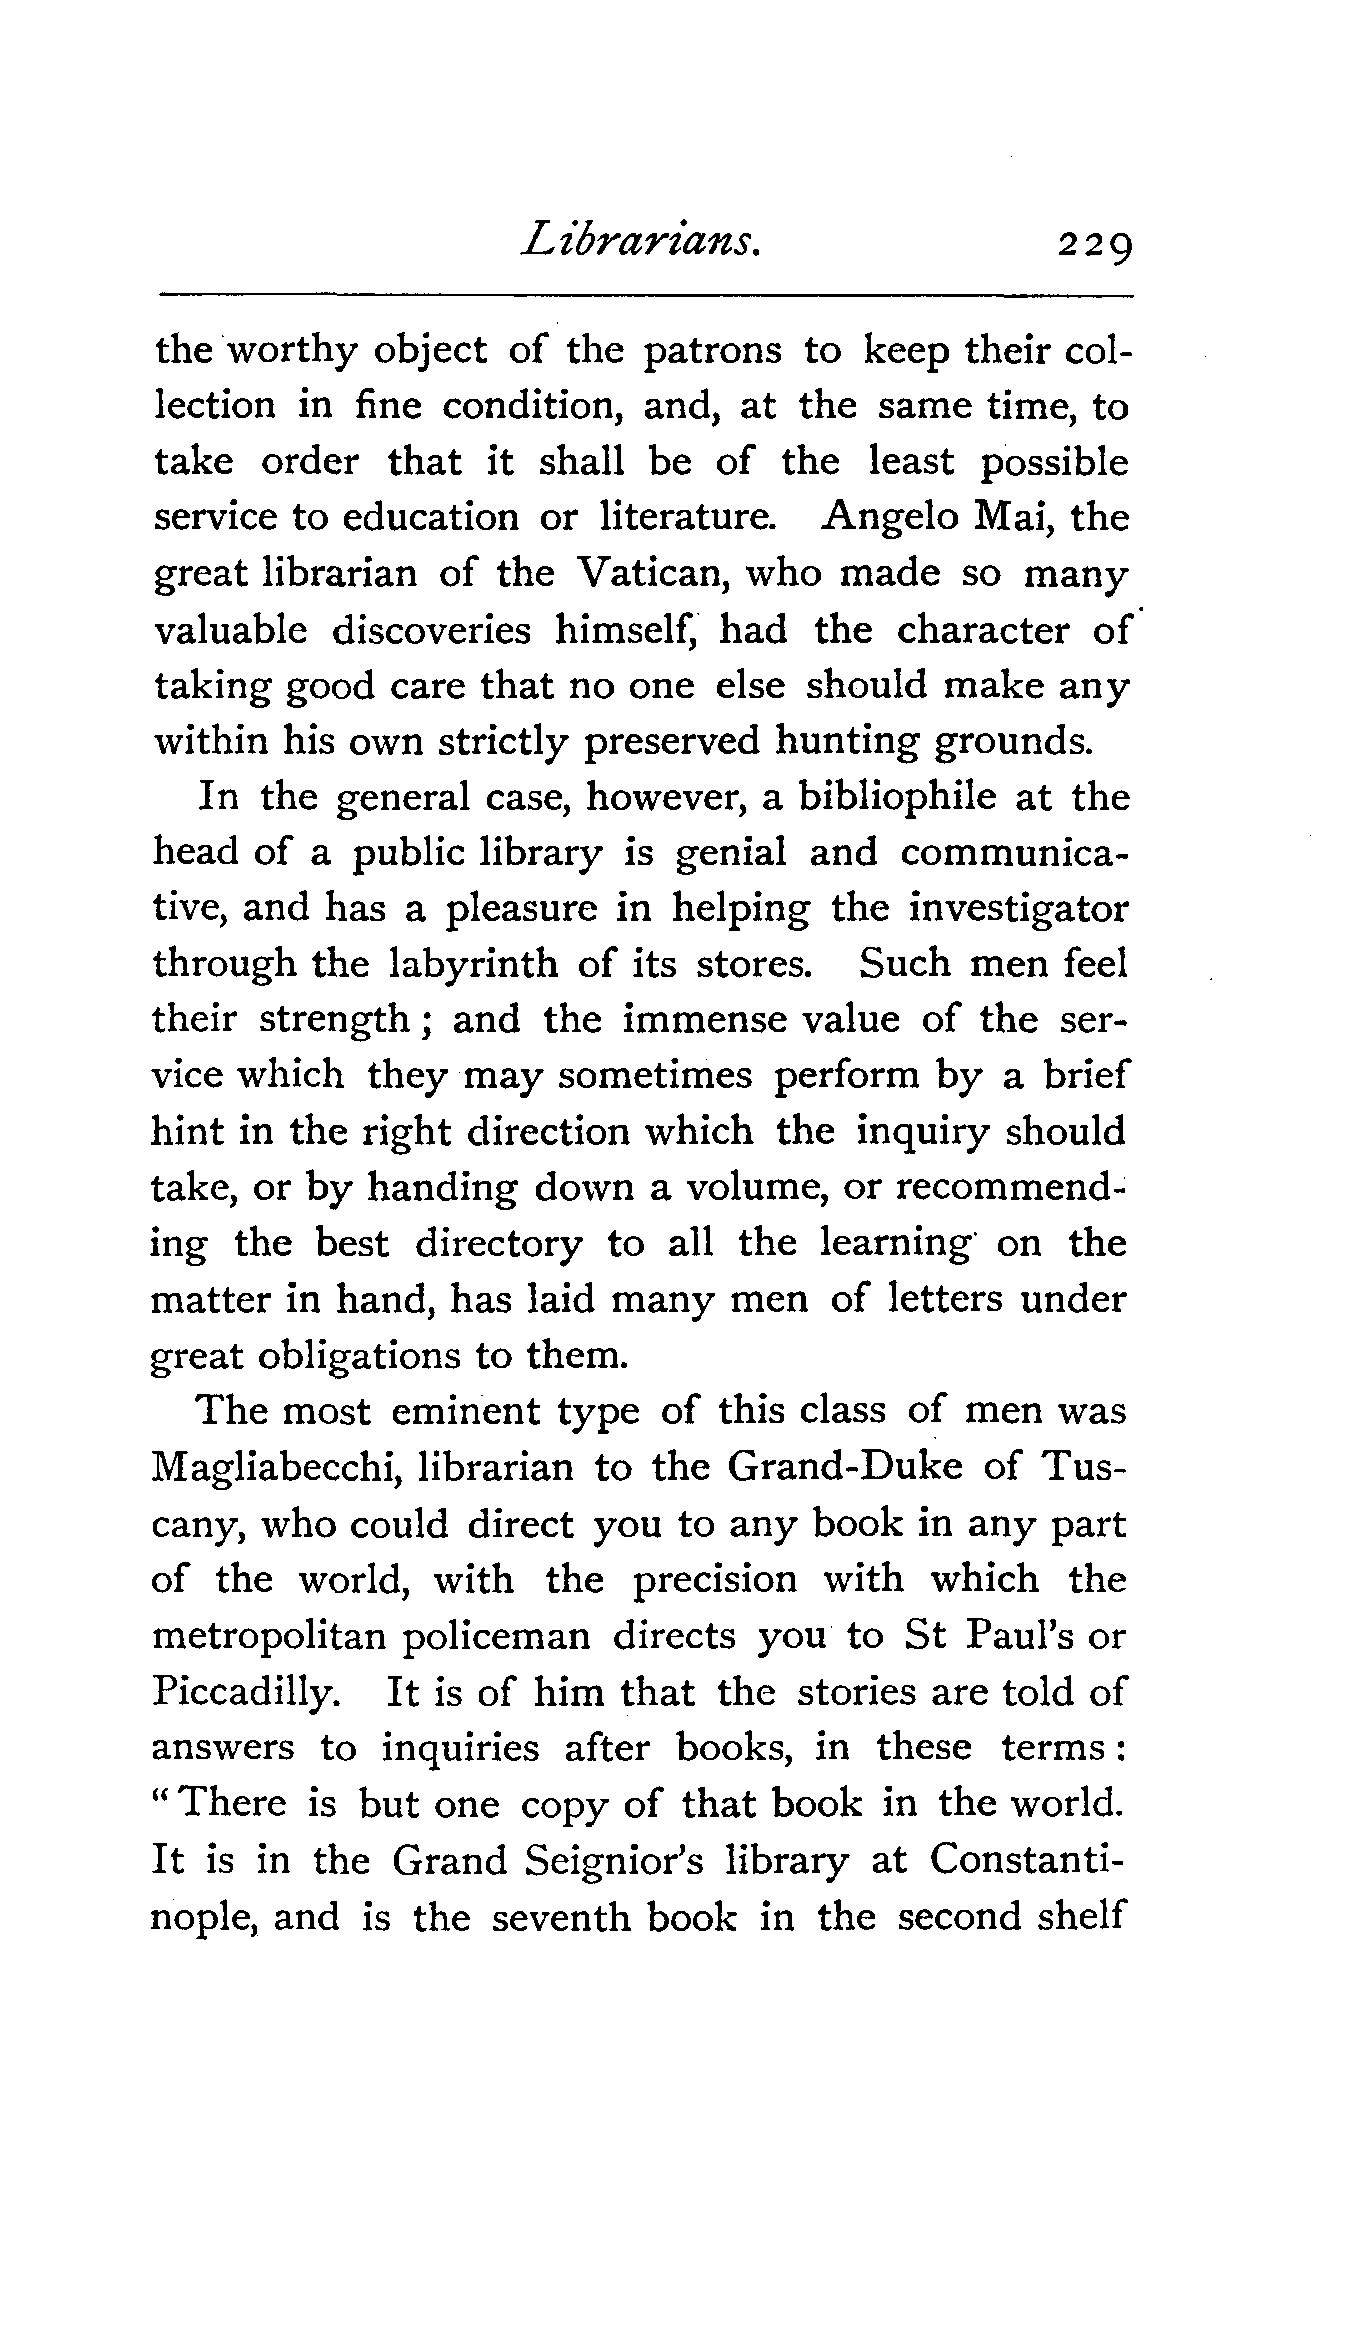 Librarians. 229
the worthy object of the patrons to keep their col-
lection in fine condition, and, at the same time, to
take order that it shall be of the least possible
service to education or literature. Angelo Mai, the
great librarian of the Vatican, who made so many
valuable discoveries himself, had the character of
taking good care that no one else should make any
within his own strictly preserved hunting grounds.
In the general case, however, a bibliophile at the
head of a public library is genial and communica-
tive, and has a pleasure in helping the investigator
through the labyrinth of its stores. Such men feel
their strength ; and the immense value of the ser-
vice which they may sometimes perform by a brief
hint in the right direction which the inquiry should
take, or by handing down a volume, or recommend-
ing the best directory to all the learning on the
matter in hand, has laid many men of letters under
great obligations to them.
The most eminent type of this class of men was
Magliabecchi, librarian to the Grand-Duke of Tus-
cany, who could direct you to any book in any part
of the world, with the precision with which the
metropolitan policeman directs you to St Paul's or
Piccadilly. It is of him that the stories are told of
answers to inquiries after books, in these terms :
“ There is but one copy of that book in the world.
It is in the Grand Seignior's library at Constanti-
nople, and is the seventh book in the second shelf